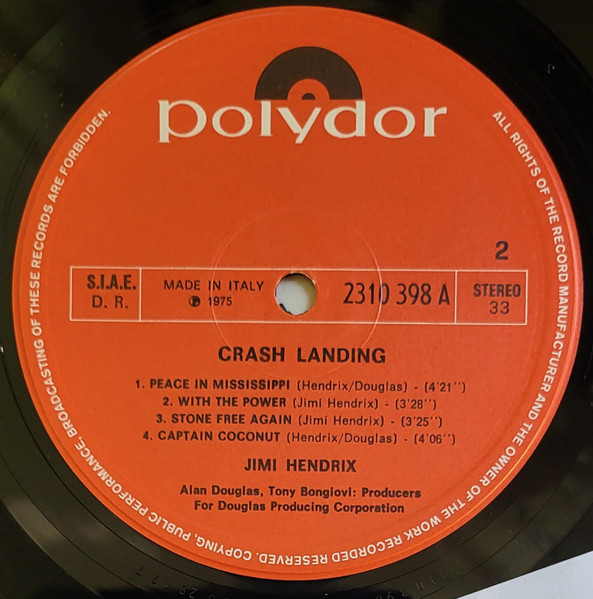 polydor
2
S.I.A.E.
D. R.
MADE IN ITALY
℗ 1975
2310 398 A
STEREO
33
CRASH LANDING
1. PEACE IN MISSISSIPPI (Hendrix/Douglas) - (4'21'')
2. WITH THE POWER (Jimi Hendrix) - (3'28'')
3. STONE FREE AGAIN (Jimi Hendrix) - (3'25'')
4. CAPTAIN COCONUT (Hendrix/Douglas) - (4'06'')
JIMI HENDRIX
Alan Douglas, Tony Bongiovi: Producers
For Douglas Producing Corporation
ALL RIGHTS OF THE RECORD MANUFACTURER AND THE OWNER OF THE WORK RECORDED RESERVED. COPYING, PUBLIC PERFORMANCE, BROADCASTING OF THESE RECORDS ARE FORBIDDEN.